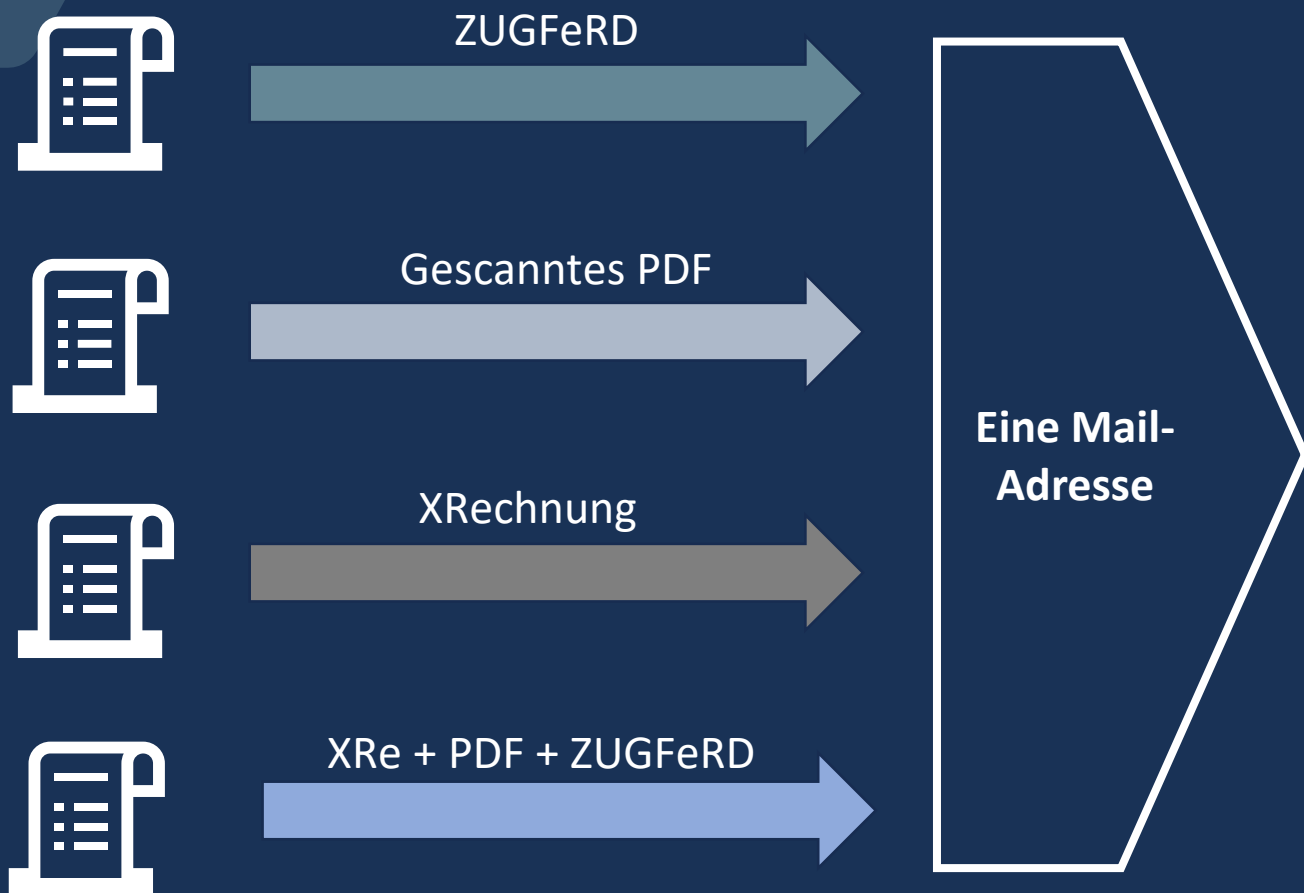 ZUGFeRD
Gescanntes PDF
XRechnung
XRe + PDF + ZUGFeRD
Eine Mail-
Adresse